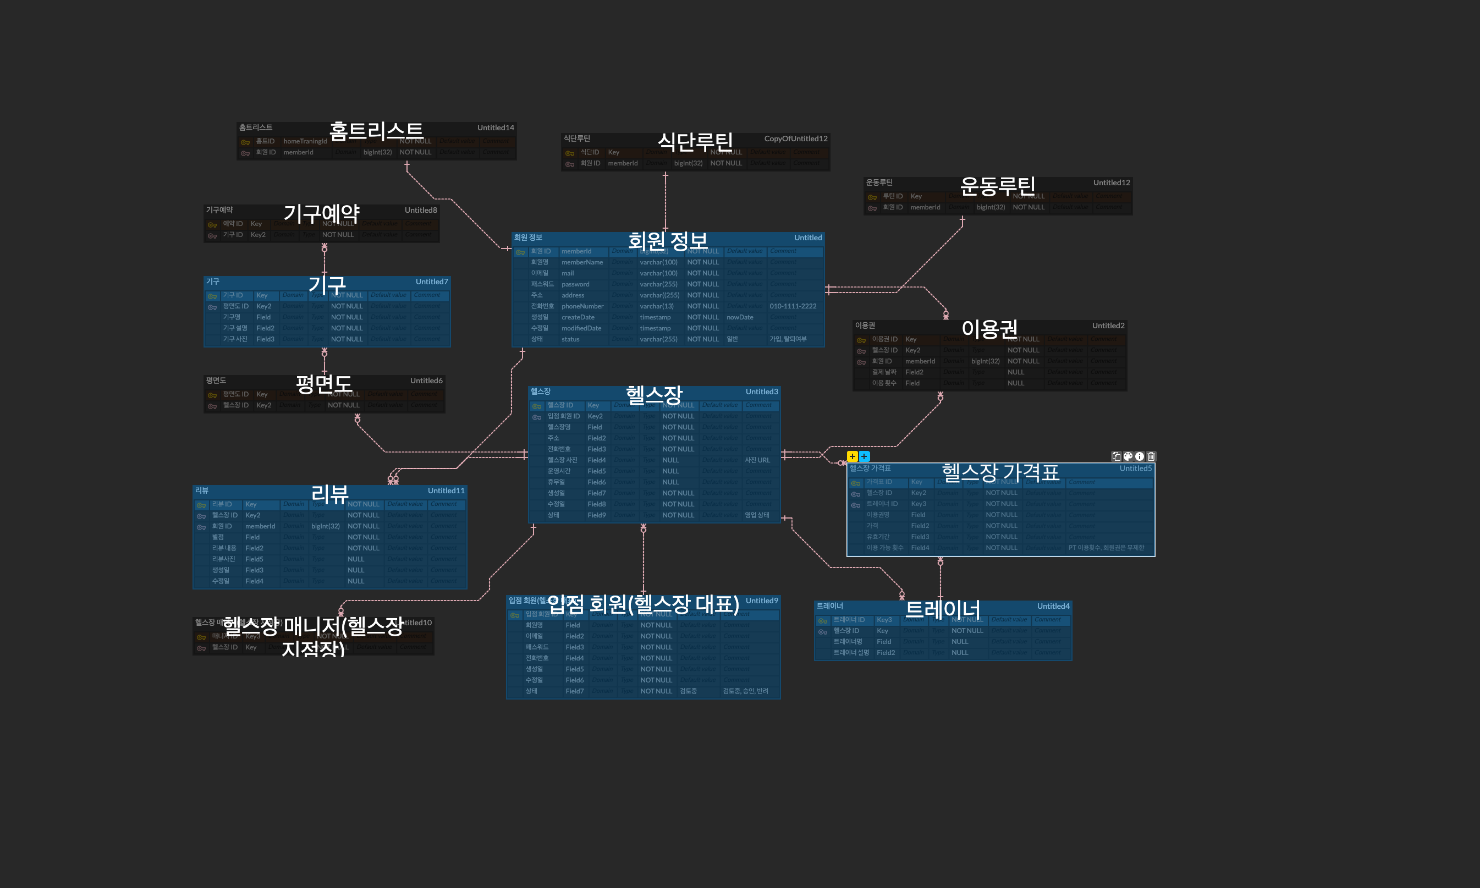 홈트리스트 Untitled14
홈트리스트
홈트ID homeTraningId NOT NULL
회원 ID memberId bigint(32) NOT NULL
식단루틴 CopyOfUntitled12
식단루틴
식단ID Key NOT NULL
회원 ID memberId bigint(32) NOT NULL
운동루틴 Untitled12
운동루틴
루틴 ID Key NOT NULL
회원 ID memberId bigint(32) NOT NULL
기구예약 Untitled8
기구예약
예약 ID Key NOT NULL
기구 ID Key2 NOT NULL
회원 정보 Untitled
회원 정보
회원 ID memberId NOT NULL Default value Comment
회원명 memberName varchar(100) NOT NULL
이메일 mail varchar(100) NOT NULL
패스워드 password varchar(255) NOT NULL
주소 address varchar((255) NOT NULL
전화번호 phoneNumber varchar(13) NOT NULL 010-1111-2222
생성일 createDate timestamp NOT NULL nowDate
수정일 modifiedDate timestamp NOT NULL
상태 status varchar(255) NOT NULL 일반 가입, 탈퇴여부
기구 Untitled7
기구
기구 ID Key Domain Type NOT NULL Default value Comment
평면도 ID Key2 NOT NULL
기구명 Field NOT NULL
기구 설명 Field2 NOT NULL
기구 사진 Field3 NOT NULL
이용권 Untitled2
이용권
이용권 ID Key NOT NULL
헬스장 ID Key2 NOT NULL
회원 ID memberId bigint(32) NOT NULL
결제 날짜 Field2 NOT NULL
이용 횟수 Field NOT NULL
평면도 Untitled6
평면도
평면도 ID Key NOT NULL
헬스장 ID Key2 NOT NULL
헬스장 Untitled3
헬스장
헬스장 ID Key Domain Type NOT NULL Default value Comment
입점 회원 ID Key2 NOT NULL
헬스장명 Field NOT NULL
주소 Field2 NOT NULL
전화번호 Field3 NOT NULL
헬스장 사진 Field4 NULL 사진 URL
운영시간 Field5 NULL
휴무일 Field6 NULL
생성일 Field7 NOT NULL
수정일 Field8 NOT NULL
상태 Field9 NOT NULL 영업 상태
헬스장 가격표 Untitled5
헬스장 가격표
가격표 ID Key NOT NULL Comment
헬스장 ID Key2 NOT NULL
트레이너 ID Key3 NOT NULL
이용권명 Field NOT NULL
가격 Field2 NOT NULL
유효기간 Field3 NOT NULL
이용 가능 횟수 Field4 NOT NULL PT 이용횟수, 회원권은 무제한
리뷰 Untitled11
리뷰
리뷰 ID Key NOT NULL Default value Comment
헬스장 ID Key2 NOT NULL
회원 ID memberId bigint(32) NOT NULL
별점 Field NOT NULL
리뷰 내용 Field2 NOT NULL
리뷰사진 Field5 NULL
생성일 Field3 NULL
수정일 Field4 NULL
헬스장 매니저(헬스장
지점장)
매니저 ID Key3 NOT NULL
헬스장 ID Key NOT NULL
입점 회원(헬스장 대표) Untitled9
회원명 Field NOT NULL
이메일 Field2 NOT NULL
패스워드 Field3 NOT NULL
전화번호 Field4 NOT NULL
생성일 Field5 NOT NULL
수정일 Field6 NOT NULL
상태 Field7 NOT NULL 검토중 검토중, 승인, 반려
트레이너 Untitled4
트레이너
트레이너 ID Key3 NOT NULL Default value Comment
헬스장 ID Key NOT NULL
트레이너명 Field NULL
트레이너 설명 Field2 NULL